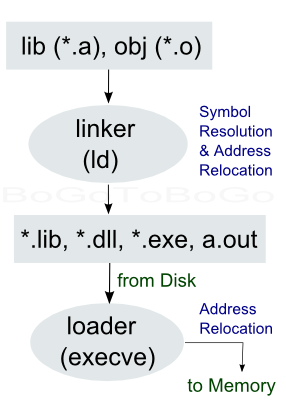 lib (*.a), obj (*.o)
linker
(ld)
Symbol
Resolution
& Address
Relocation
BoGoToBoGo
*.lib, *.dll, *.exe, a.out
from Disk
loader
(execve)
Address
Relocation
to Memory